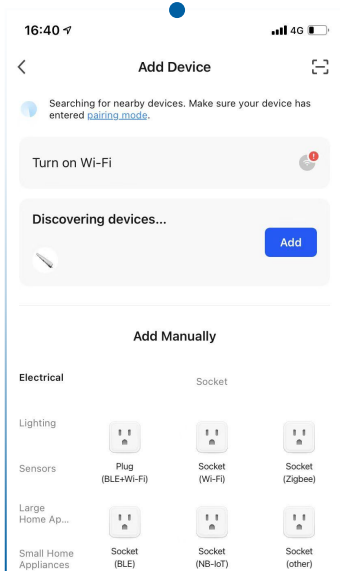 16:40
4G
Add Device
Searching for nearby devices. Make sure your device has
entered pairing mode.
Turn on Wi-Fi
!
Discovering devices...
Add
Add Manually
Electrical
Socket
Lighting
Plug
(BLE+Wi-Fi)
Socket
(Wi-Fi)
Socket
(Zigbee)
Sensors
Large
Home Ap...
Socket
(BLE)
Socket
(NB-IoT)
Socket
(other)
Small Home
Appliances